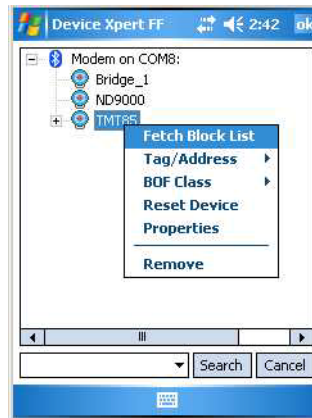 Device Xpert FF 2:42 ok
Modem on COM8:
Bridge_1
ND9000
TMT85
Fetch Block List
Tag/Address
BOF Class
Reset Device
Properties
Remove
Search Cancel